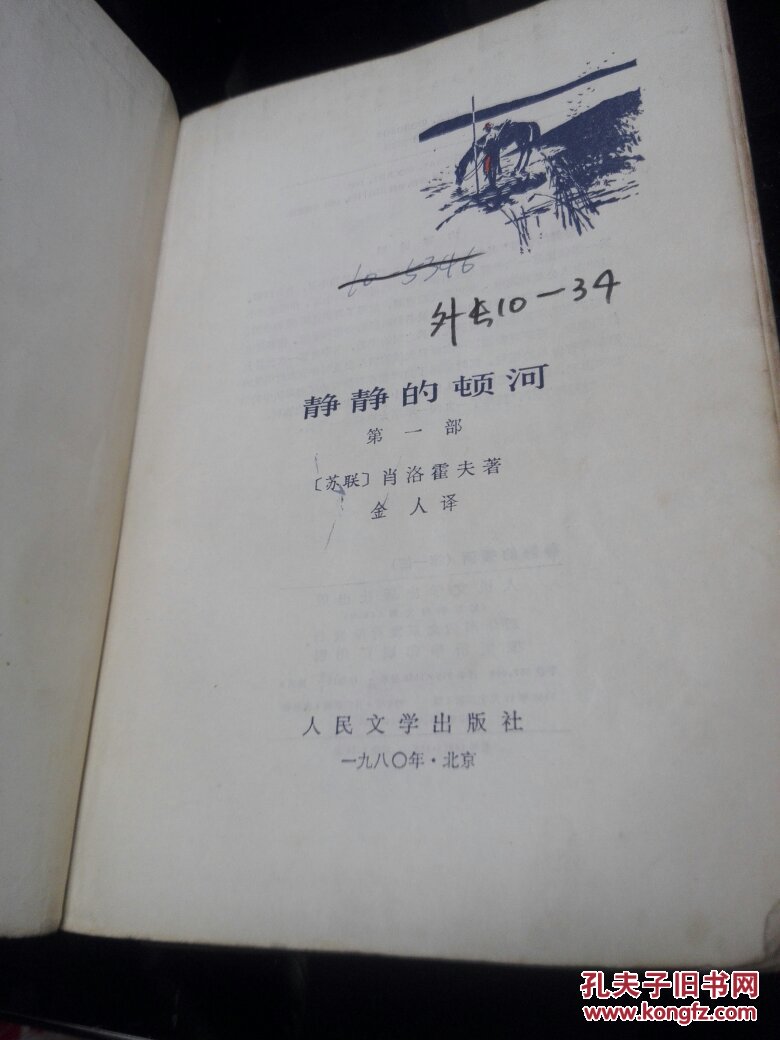 10-5346
外长10-34
静静的顿河
第一部
〔苏联〕肖洛霍夫著
金人译
人民文学出版社
一九八〇年·北京
孔夫子旧书网
www.kongfz.com